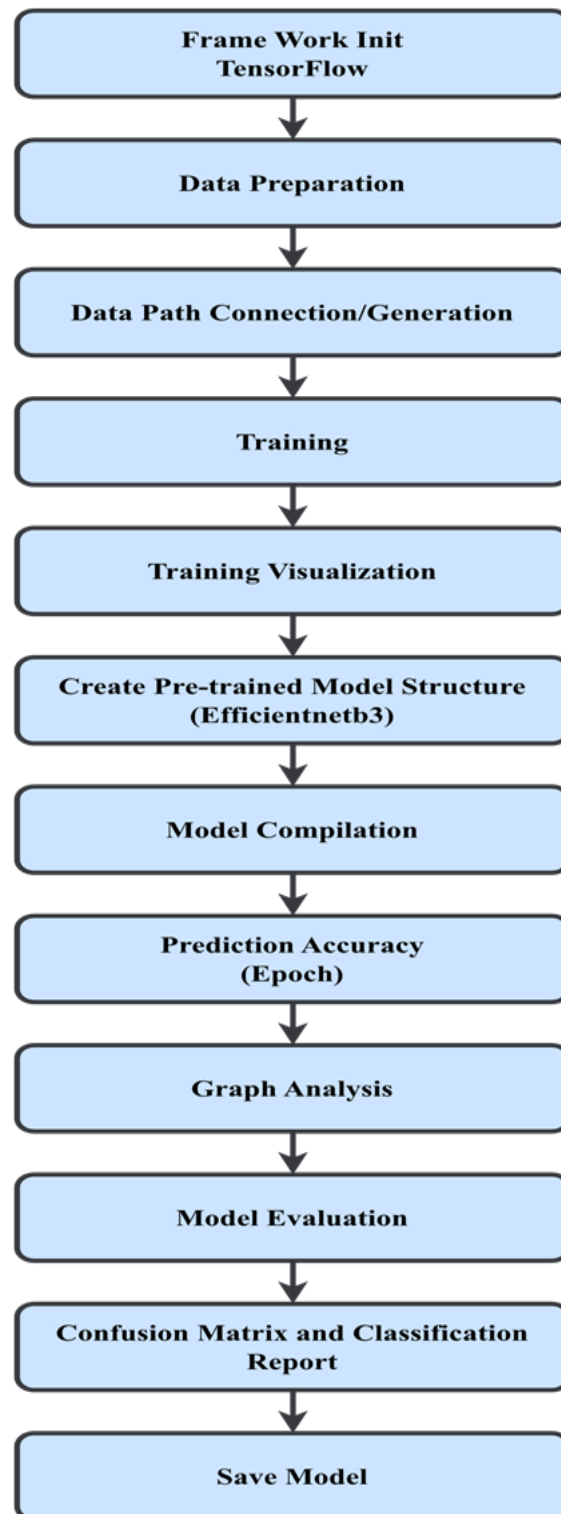 Frame Work Init
TensorFlow
Data Preparation
Data Path Connection/Generation
Training
Training Visualization
Create Pre-trained Model Structure
(Efficientnetb3)
Model Compilation
Prediction Accuracy
(Epoch)
Graph Analysis
Model Evaluation
Confusion Matrix and Classification
Report
Save Model